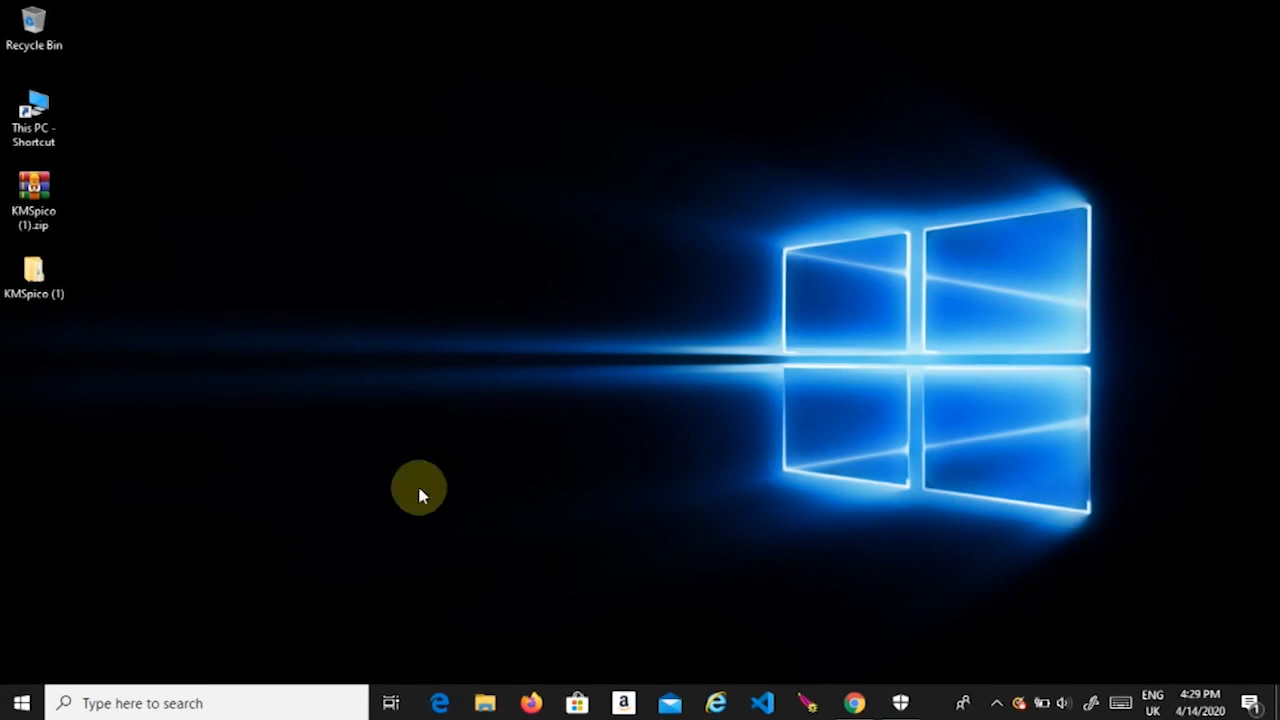 Recycle Bin
This PC -
Shortcut
KMSpico
(1).zip
KMSpico (1)
Type here to search
a
ENG
UK
4:29 PM
4/14/2020
1